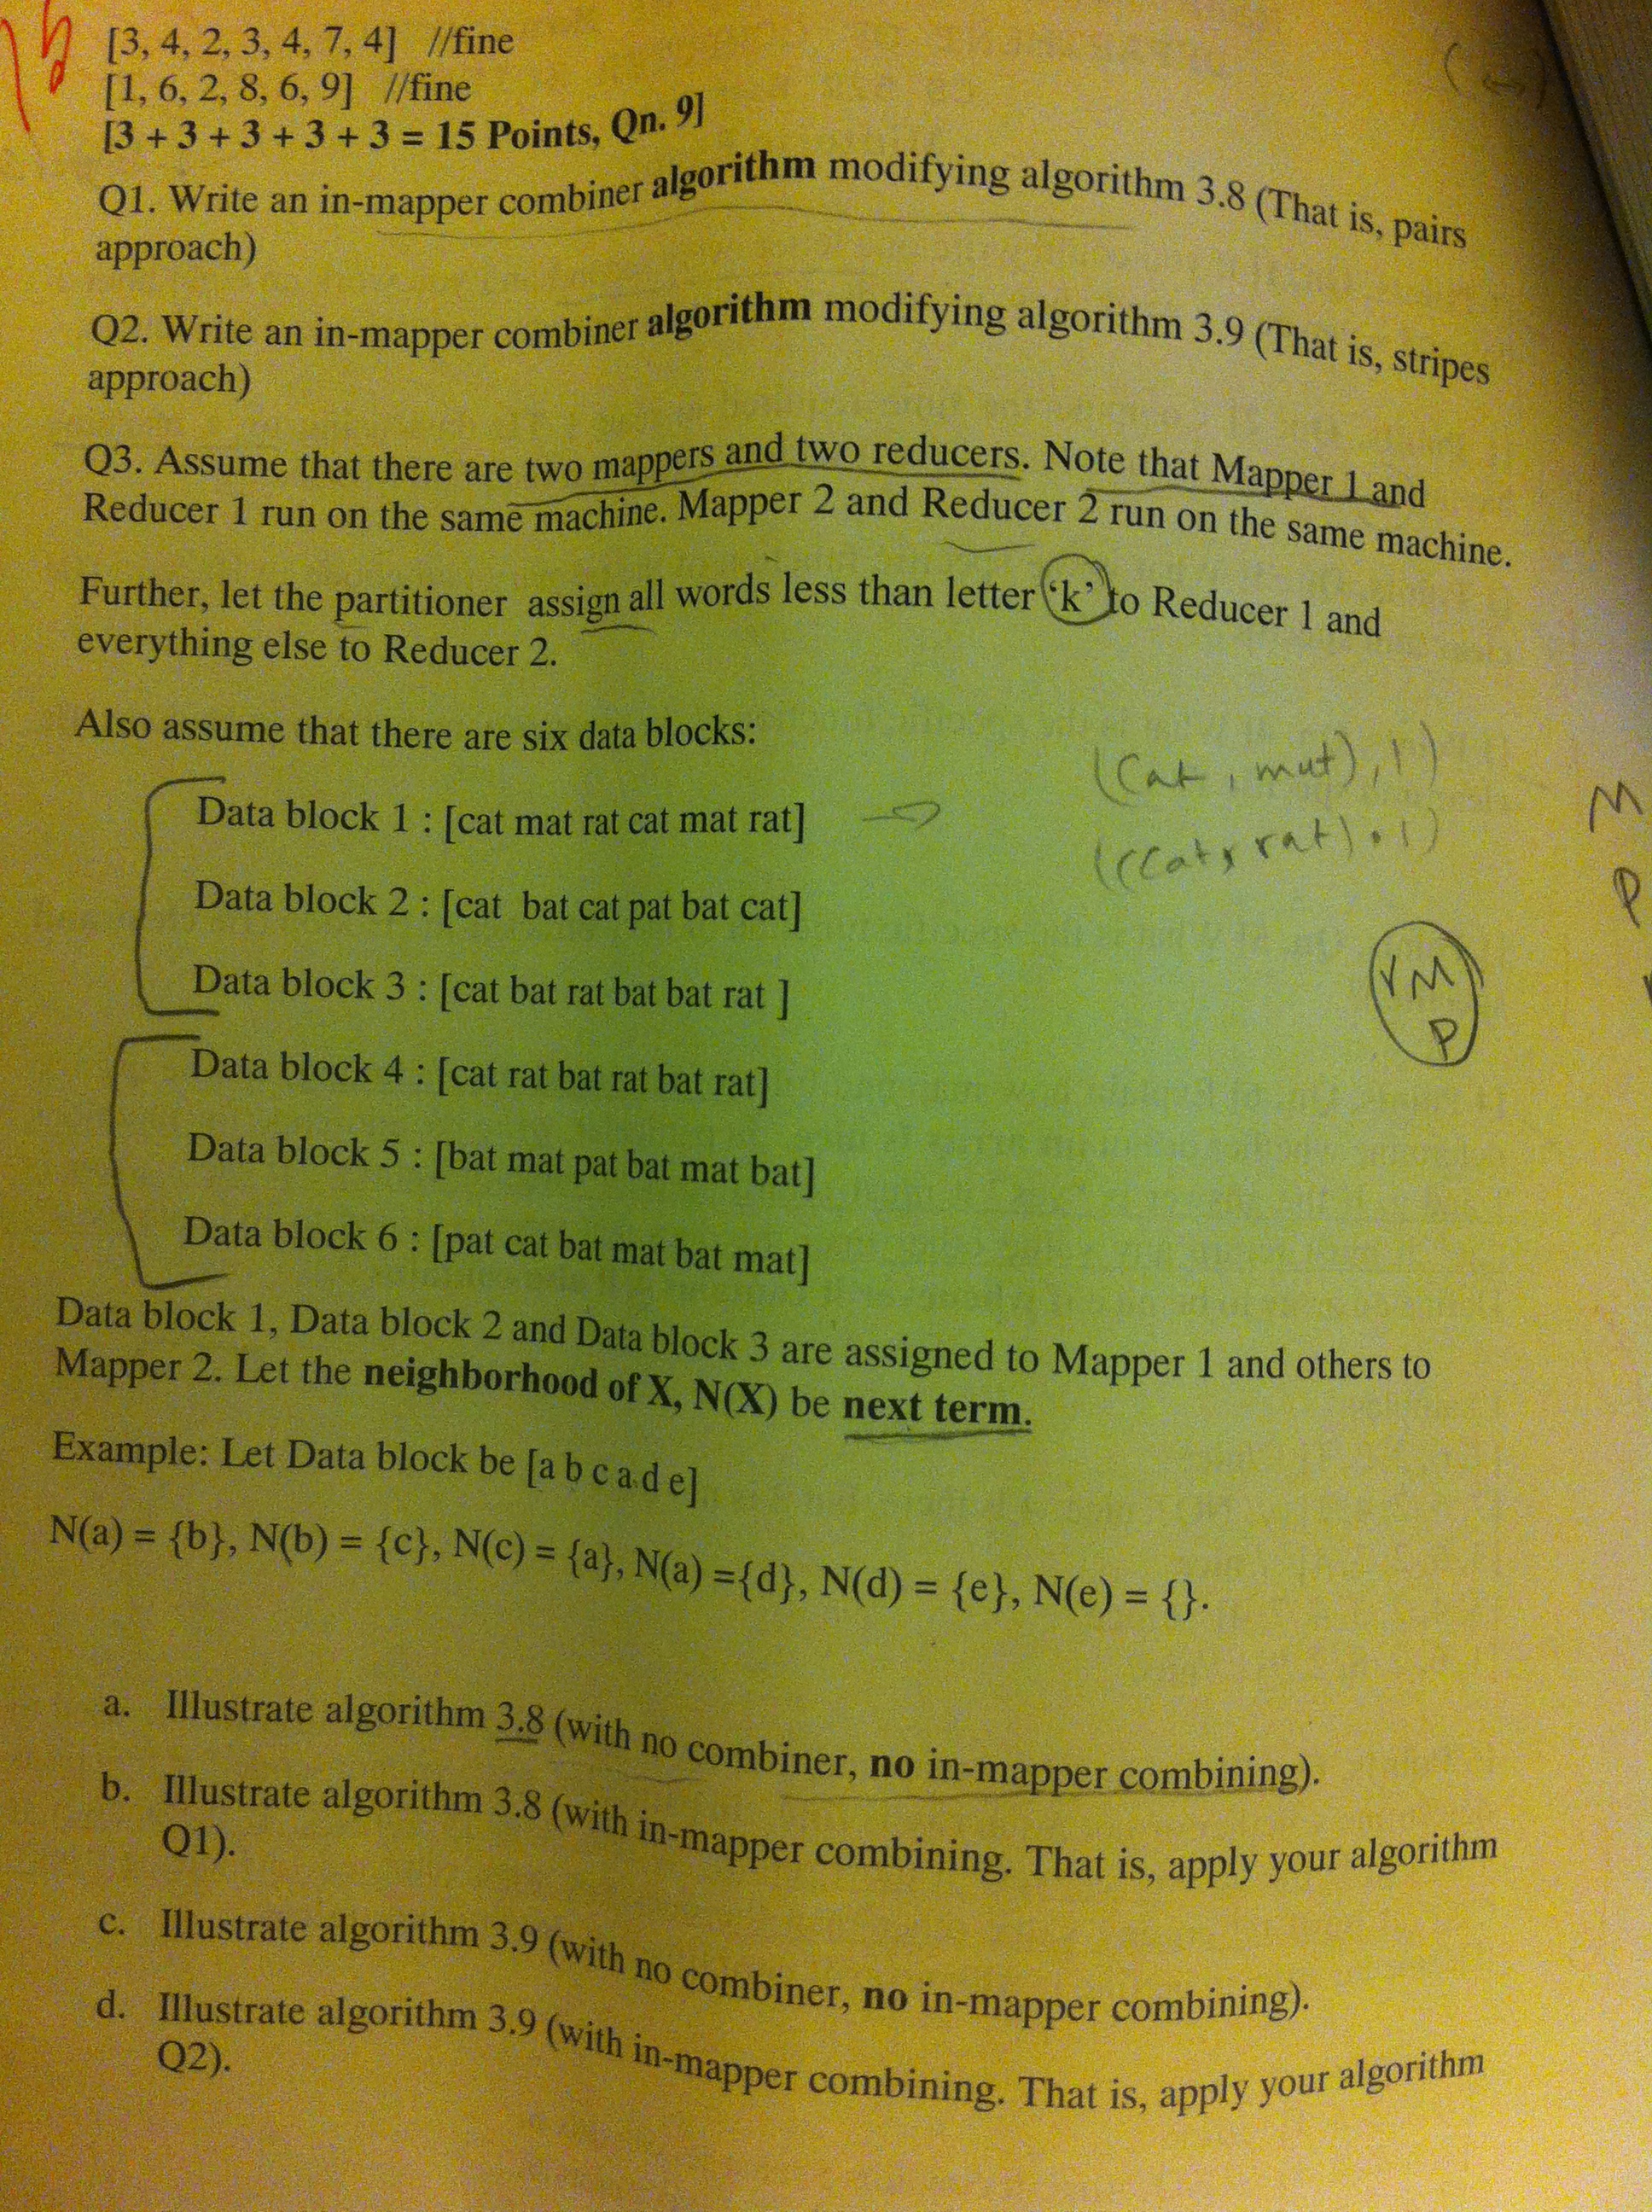 [3, 4, 2, 3, 4, 7, 4] //fine
[1, 6, 2, 8, 6, 9] //fine
[3 + 3 + 3 + 3 + 3 = 15 Points, Qn. 9]
Q1. Write an in-mapper combiner algorithm modifying algorithm 3.8 (That is, pairs
approach)
Q2. Write an in-mapper combiner algorithm modifying algorithm 3.9 (That is, stripes
approach)
Q3. Assume that there are two mappers and two reducers. Note that Mapper 1 and
Reducer 1 run on the same machine. Mapper 2 and Reducer 2 run on the same machine.
Further, let the partitioner assign all words less than letter 'k' to Reducer 1 and
everything else to Reducer 2.
Also assume that there are six data blocks:
Data block 1 : [cat mat rat cat mat rat]
(Cat, mat), 1)
((Cat, rat), 1)
Data block 2 : [cat bat cat pat bat cat]
Data block 3 : [cat bat rat bat bat rat ]
Data block 4 : [cat rat bat rat bat rat]
Data block 5 : [bat mat pat bat mat bat]
Data block 6 : [pat cat bat mat bat mat]
M
P
M
P
Data block 1, Data block 2 and Data block 3 are assigned to Mapper 1 and others to
Mapper 2. Let the neighborhood of X, N(X) be next term.
Example: Let Data block be [a b c a d e]
N(a) = {b}, N(b) = {c}, N(c) = {a}, N(a) ={d}, N(d) = {e}, N(e) = {}.
a. Illustrate algorithm 3.8 (with no combiner, no in-mapper combining).
b. Illustrate algorithm 3.8 (with in-mapper combining. That is, apply your algorithm
Q1).
c. Illustrate algorithm 3.9 (with no combiner, no in-mapper combining).
d. Illustrate algorithm 3.9 (with in-mapper combining. That is, apply your algorithm
Q2).